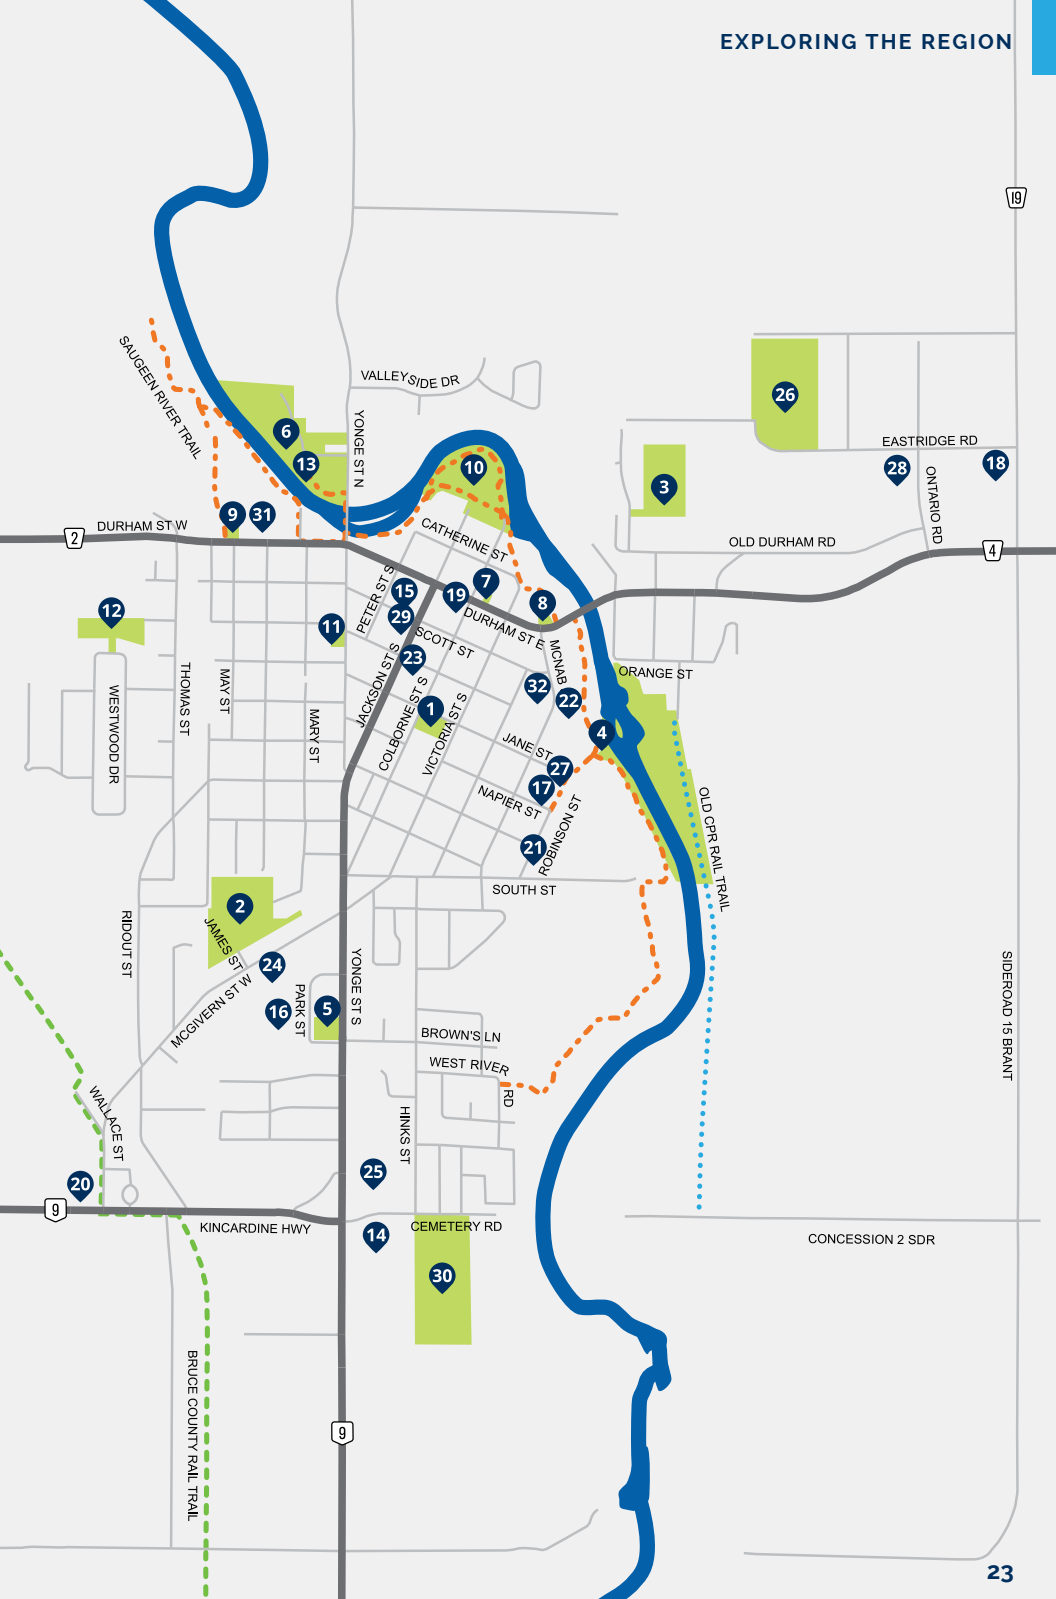 EXPLORING THE REGION
19
SAUGEEN RIVER TRAIL
VALLEYSIDE DR
YONGE ST N
26
6
13
10
3
EASTRIDGE RD
28
18
ONTARIO RD
9
31
DURHAM ST W
2
CATHERINE ST
OLD DURHAM RD
4
12
11
PETER ST S
15
29
19
7
8
DURHAM ST E
SCOTT ST
23
JACKSON ST S
COLBORNE ST S
VICTORIA ST S
1
MCNAB
32
22
ORANGE ST
4
WESTWOOD DR
THOMAS ST
MAY ST
MARY ST
JANE ST
27
17
NAPIER ST
ROBINSON ST
21
OLD CPR RAIL TRAIL
SOUTH ST
2
JAMES ST
RIDOUT ST
24
MCGIVERN ST W
16
PARK ST
5
YONGE ST S
SIDEROAD 15 BRANT
BROWN'S LN
WEST RIVER
RD
WALLACE ST
HINKS ST
20
9
25
KINCARDINE HWY
14
CEMETERY RD
30
CONCESSION 2 SDR
BRUCE COUNTY RAIL TRAIL
9
23